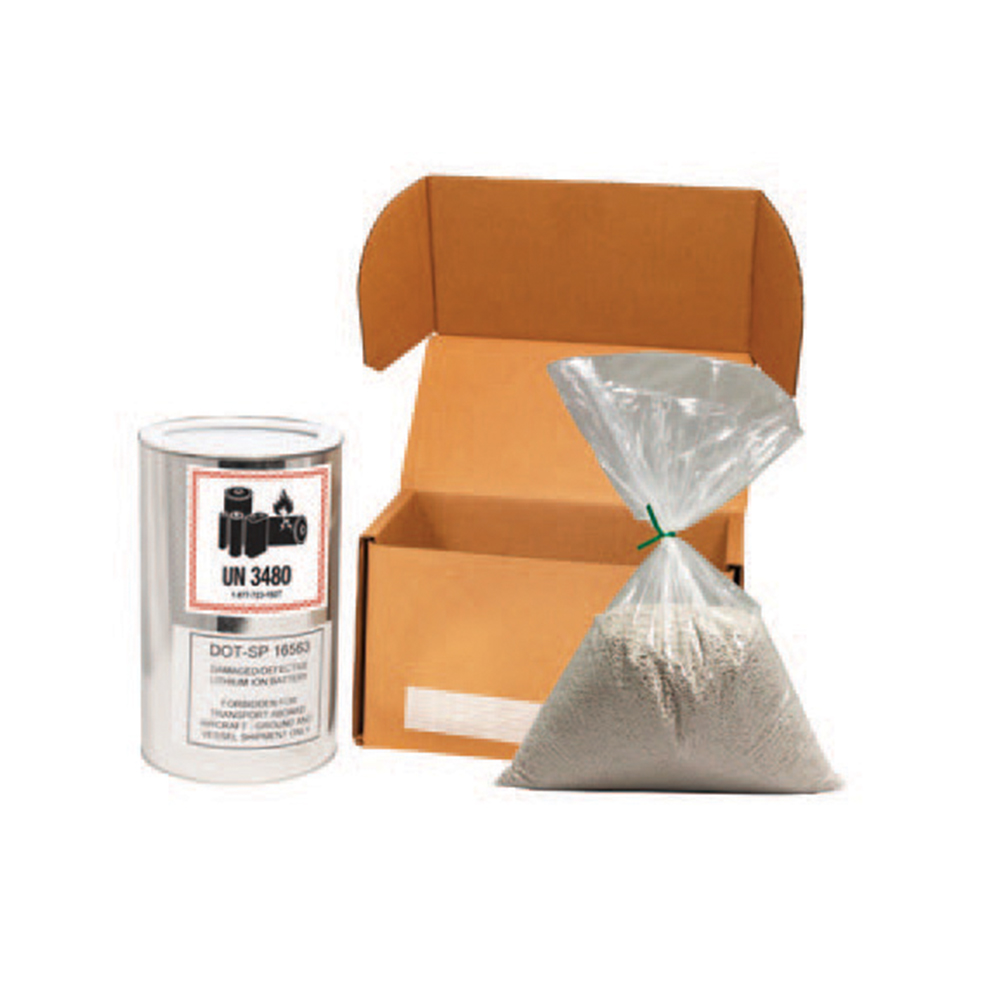 UN 3480
DOT-SP 16563
DAMAGED/DEFECTIVE
LITHIUM ION BATTERY
FORBIDDEN FOR
TRANSPORT ABOARD
AIRCRAFT - GROUND AND
VESSEL SHIPMENT ONLY